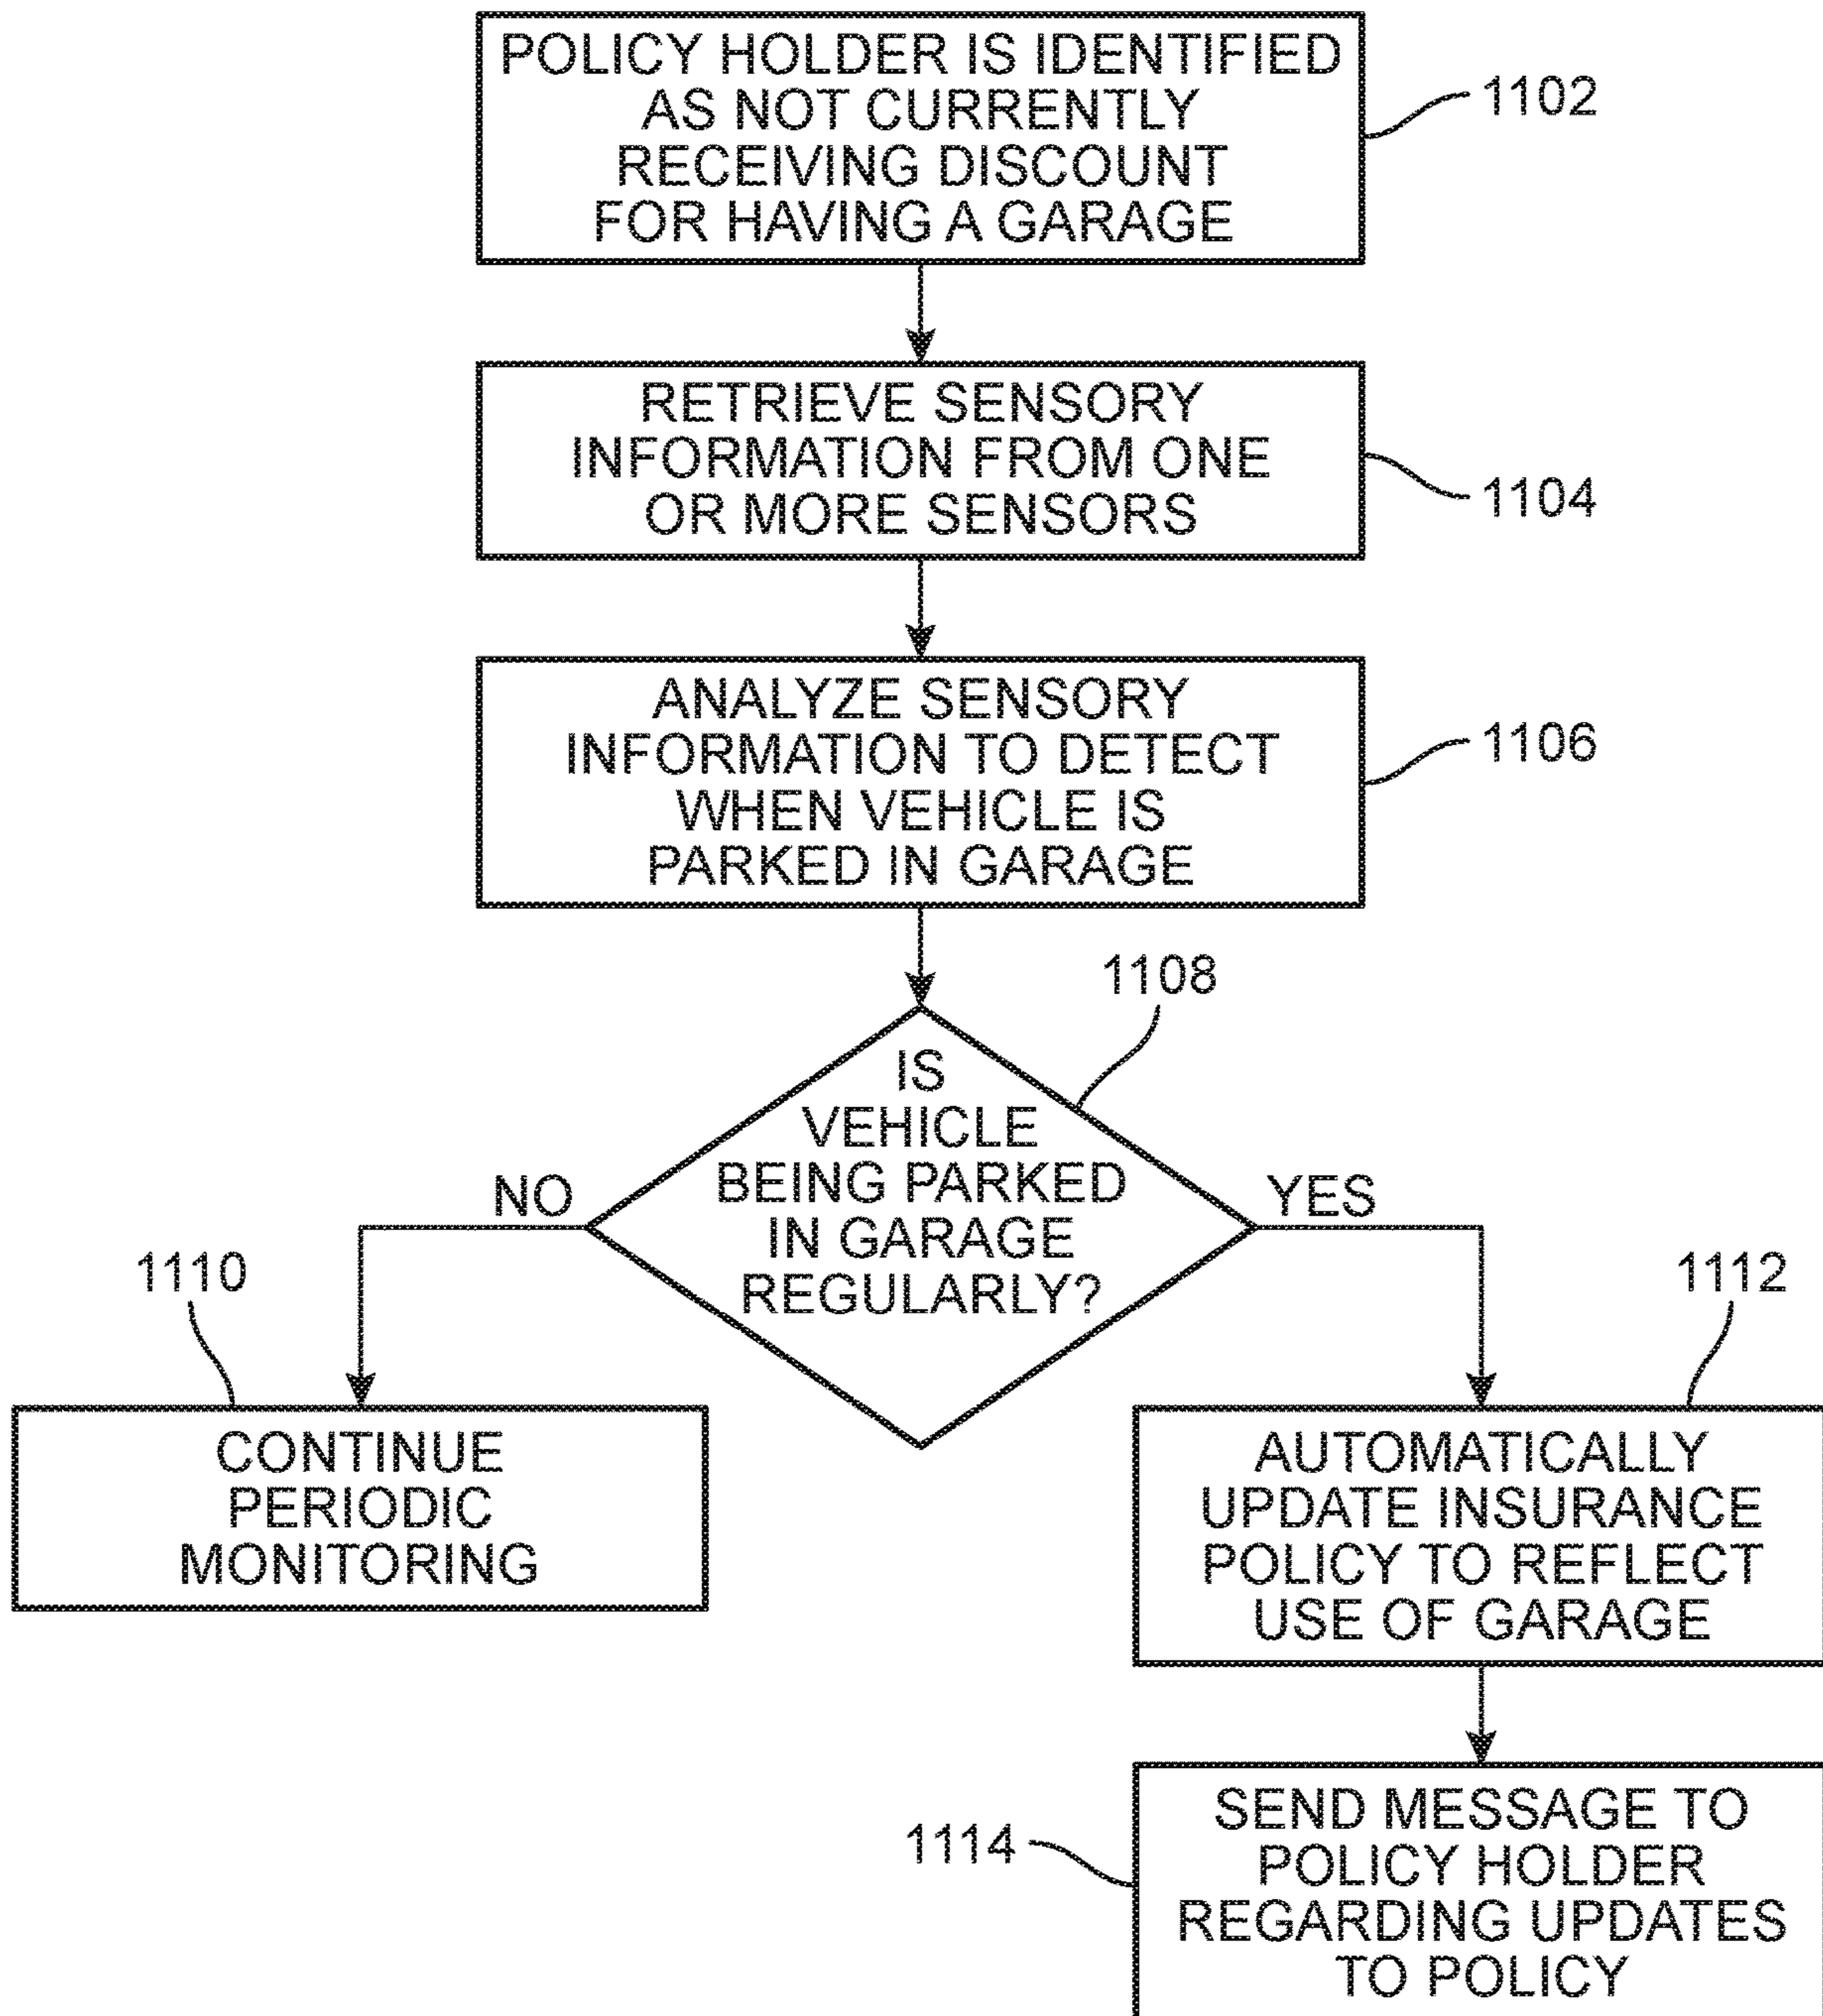 POLICY HOLDER IS IDENTIFIED
AS NOT CURRENTLY
RECEIVING DISCOUNT
FOR HAVING A GARAGE
1102
RETRIEVE SENSORY
INFORMATION FROM ONE
OR MORE SENSORS
1104
ANALYZE SENSORY
INFORMATION TO DETECT
WHEN VEHICLE IS
PARKED IN GARAGE
1106
1108
IS
VEHICLE
BEING PARKED
IN GARAGE
REGULARLY?
NO
YES
1110
CONTINUE
PERIODIC
MONITORING
1112
AUTOMATICALLY
UPDATE INSURANCE
POLICY TO REFLECT
USE OF GARAGE
1114
SEND MESSAGE TO
POLICY HOLDER
REGARDING UPDATES
TO POLICY